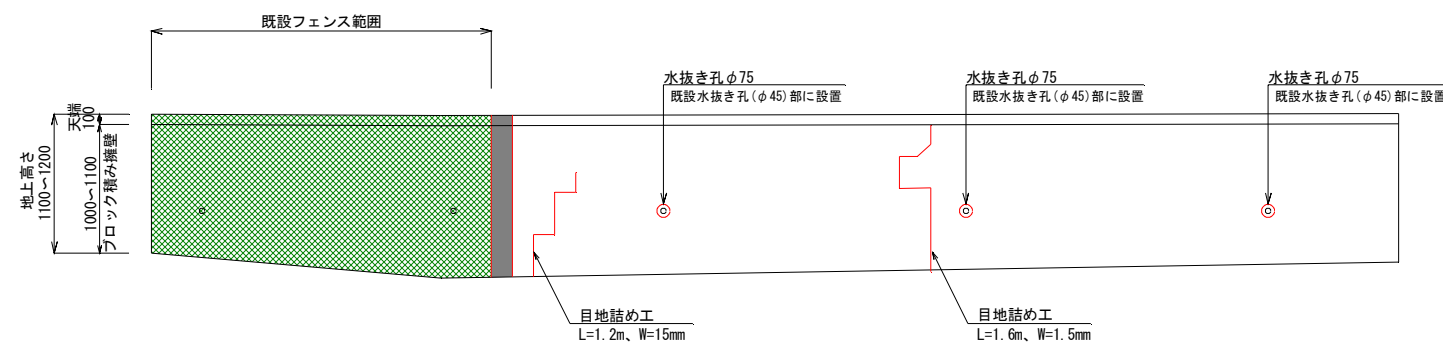 既設フェンス範囲
水抜き孔φ75
既設水抜き孔(φ45)部に設置
水抜き孔φ75
既設水抜き孔(φ45)部に設置
水抜き孔φ75
既設水抜き孔(φ45)部に設置
天端
100
地上高さ
1100～1200
1000～1100
ブロック積み擁壁
目地詰め工
L=1.2m、W=15mm
目地詰め工
L=1.6m、W=1.5mm